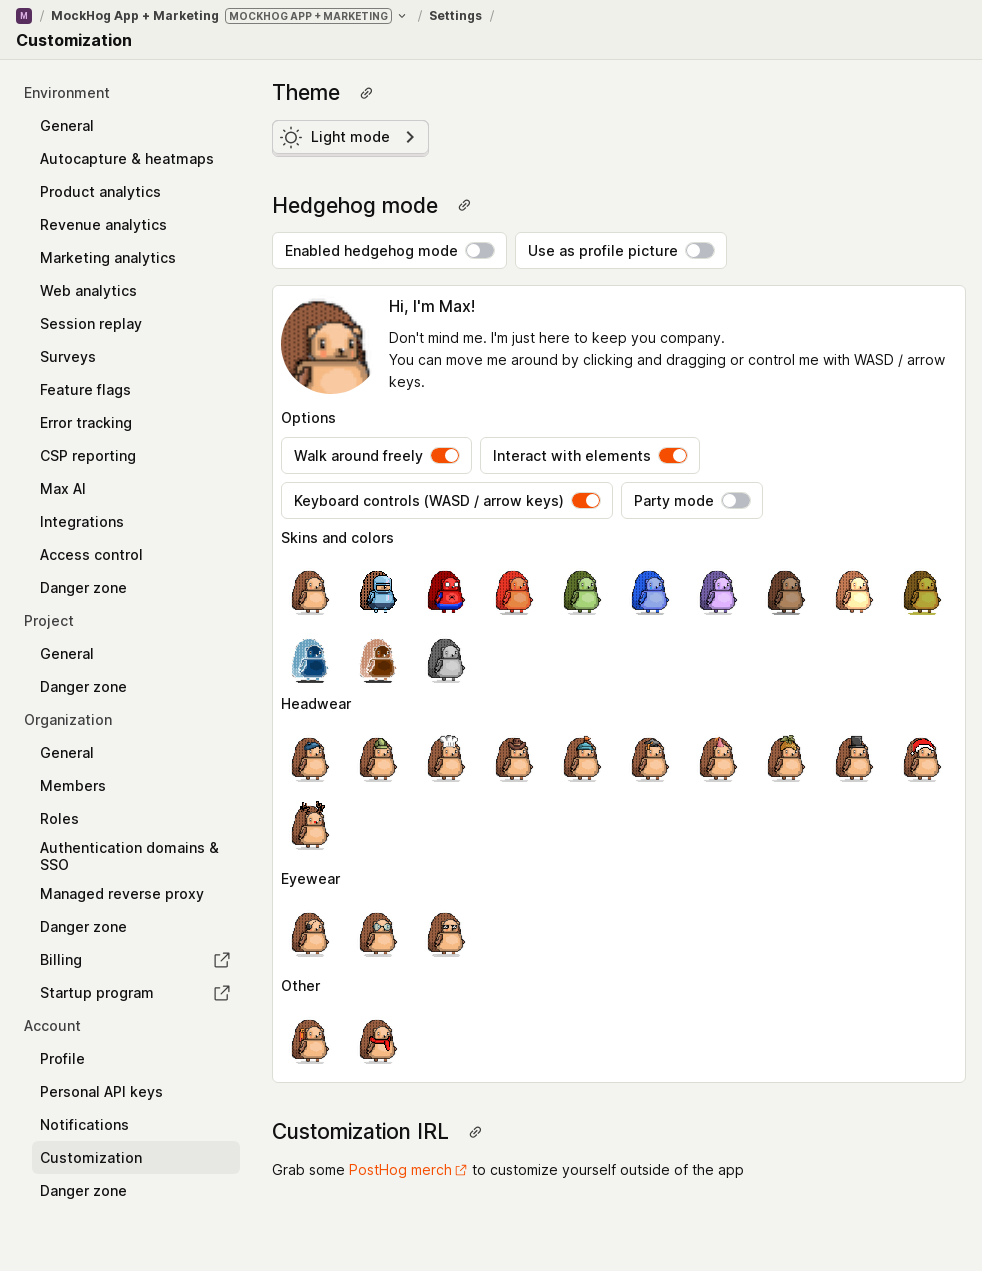 M / MockHog App + Marketing MOCKHOG APP + MARKETING / Settings /
Customization
Environment
General
Autocapture & heatmaps
Product analytics
Revenue analytics
Marketing analytics
Web analytics
Session replay
Surveys
Feature flags
Error tracking
CSP reporting
Max AI
Integrations
Access control
Danger zone
Project
General
Danger zone
Organization
General
Members
Roles
Authentication domains &
SSO
Managed reverse proxy
Danger zone
Billing
Startup program
Account
Profile
Personal API keys
Notifications
Customization
Danger zone
Theme
Light mode
Hedgehog mode
Enabled hedgehog mode
Use as profile picture
Hi, I'm Max!
Don't mind me. I'm just here to keep you company.
You can move me around by clicking and dragging or control me with WASD / arrow
keys.
Options
Walk around freely
Interact with elements
Keyboard controls (WASD / arrow keys)
Party mode
Skins and colors
Headwear
Eyewear
Other
Customization IRL
Grab some PostHog merch to customize yourself outside of the app